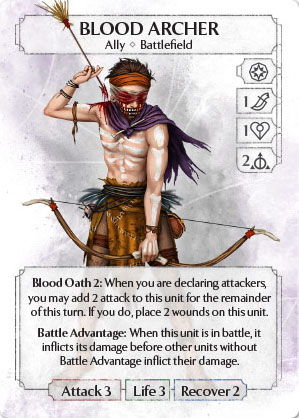 BLOOD ARCHER
Ally ◇ Battlefield
1
1
2
Blood Oath 2: When you are declaring attackers,
you may add 2 attack to this unit for the remainder
of this turn. If you do, place 2 wounds on this unit.
Battle Advantage: When this unit is in battle, it
inflicts its damage before other units without
Battle Advantage inflict their damage.
Attack 3 Life 3 Recover 2